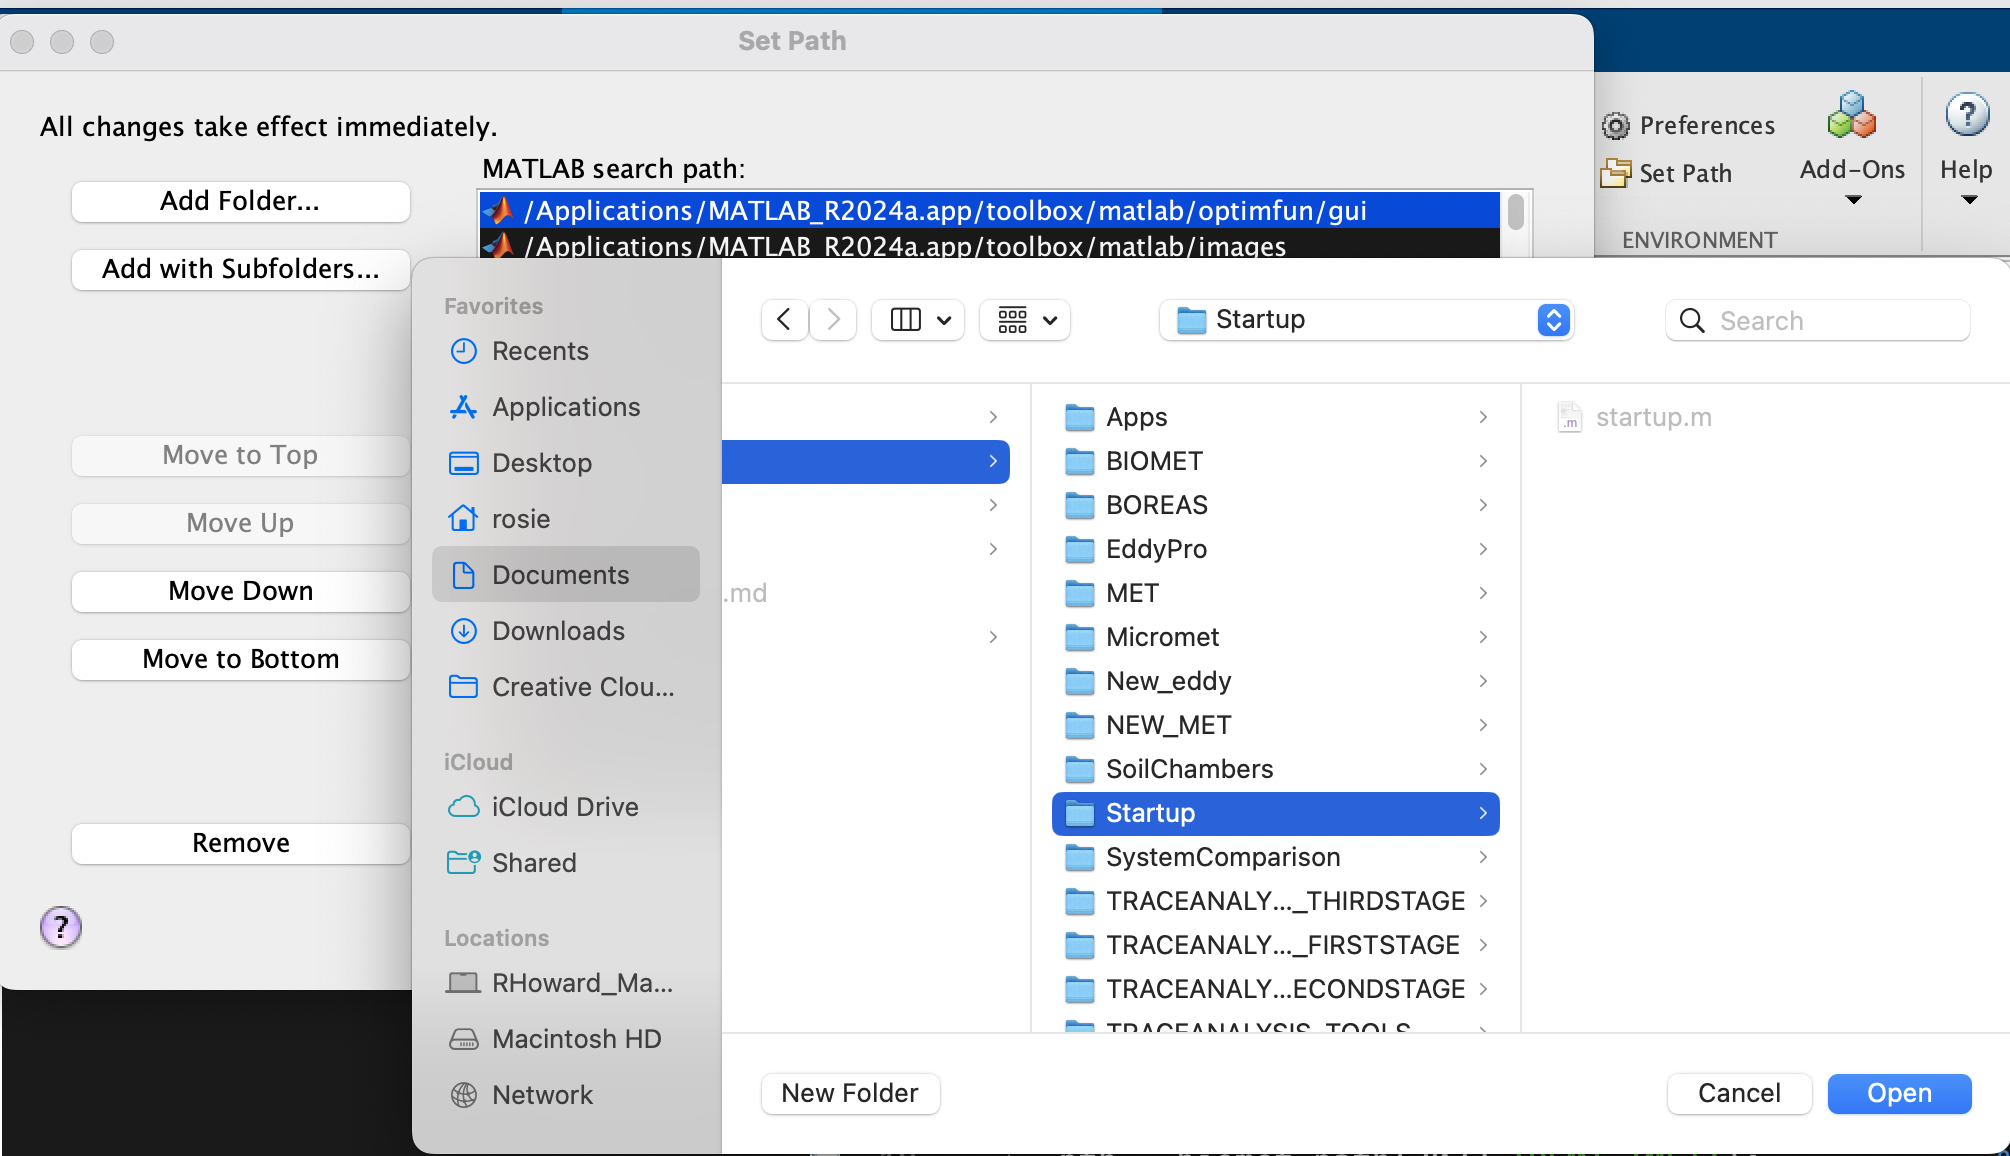 Set Path
All changes take effect immediately.
MATLAB search path:
Add Folder...
Add with Subfolders...
Move to Top
Move Up
Move Down
Move to Bottom
Remove
?
/Applications/MATLAB_R2024a.app/toolbox/matlab/optimfun/gui
/Applications/MATLAB_R2024a.app/toolbox/matlab/images
Preferences
Set Path
Add-Ons
?
Help
ENVIRONMENT
Favorites
Recents
Applications
Desktop
rosie
Documents
Downloads
Creative Clou...
iCloud
iCloud Drive
Shared
Locations
RHoward_Ma...
Macintosh HD
Network
Startup
Search
.md
Apps
BIOMET
BOREAS
EddyPro
MET
Micromet
New_eddy
NEW_MET
SoilChambers
Startup
SystemComparison
TRACEANALY..._THIRDSTAGE
TRACEANALY..._FIRSTSTAGE
TRACEANALY...ECONDSTAGE
TRACEANALYSIS_TOOLS
.m
startup.m
New Folder
Cancel
Open